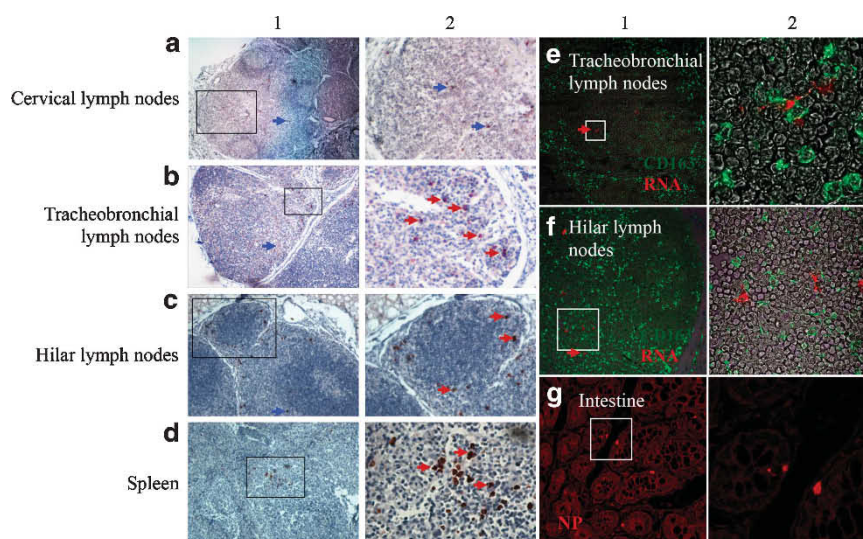 1
2
1
2
a
Cervical lymph nodes
b
Tracheobronchial
lymph nodes
c
Hilar lymph nodes
d
Spleen
e
Tracheobronchial
lymph nodes
CD163
RNA
f
Hilar lymph
nodes
RNA
g
Intestine
NP